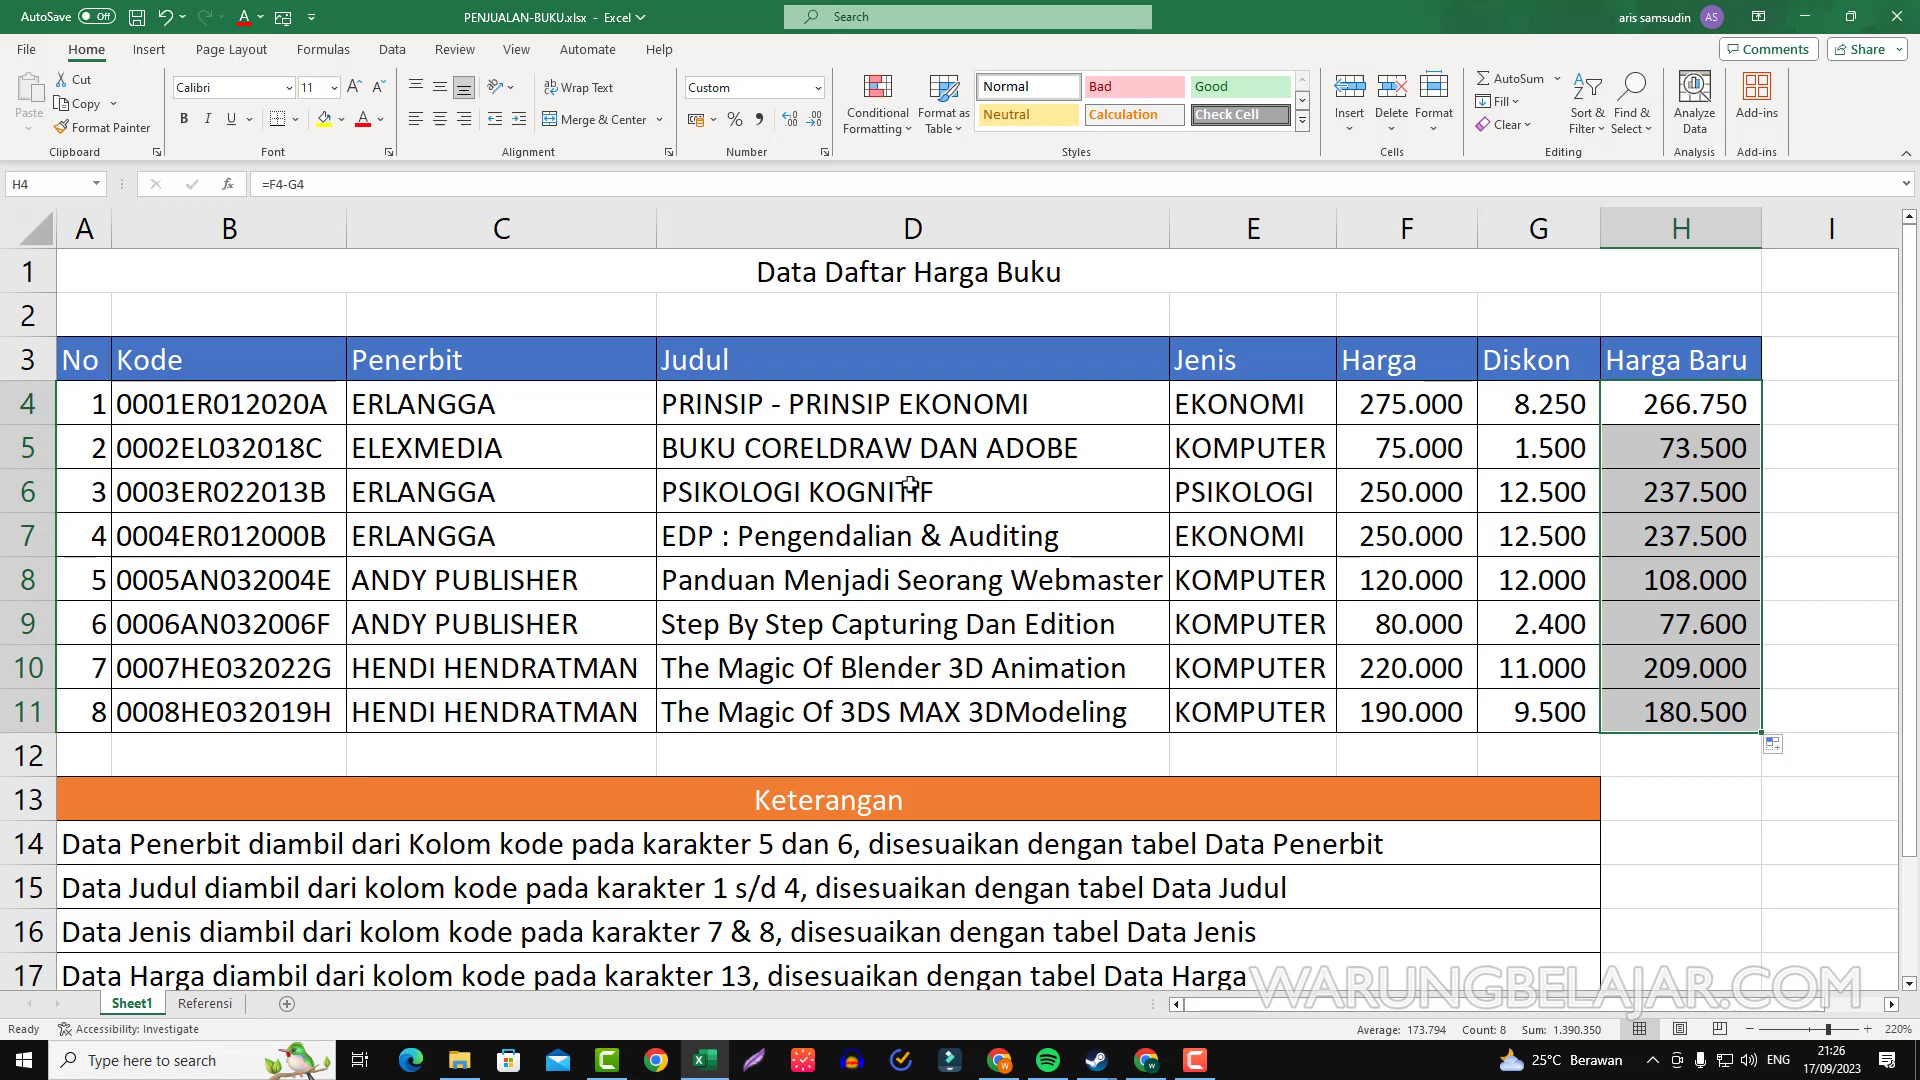 AutoSave Off PENJUALAN-BUKU.xlsx - Excel Search aris samsudin AS
File Home Insert Page Layout Formulas Data Review View Automate Help Comments Share
Paste Cut Copy Format Painter Clipboard
Calibri 11 B I U Font
Wrap Text Merge & Center Alignment
Custom % Number
Conditional Formatting Format as Table
Normal Bad Good
Neutral Calculation Check Cell
Styles
Insert Delete Format Cells
AutoSum Fill Clear Sort & Filter Find & Select Editing
Analyze Data Analysis
Add-ins Add-ins
H4 fx =F4-G4
A B C D E F G H I
1 Data Daftar Harga Buku
2
3 No Kode Penerbit Judul Jenis Harga Diskon Harga Baru
4 1 0001ER012020A ERLANGGA PRINSIP - PRINSIP EKONOMI EKONOMI 275.000 8.250 266.750
5 2 0002EL032018C ELEXMEDIA BUKU CORELDRAW DAN ADOBE KOMPUTER 75.000 1.500 73.500
6 3 0003ER022013B ERLANGGA PSIKOLOGI KOGNITIF PSIKOLOGI 250.000 12.500 237.500
7 4 0004ER012000B ERLANGGA EDP : Pengendalian & Auditing EKONOMI 250.000 12.500 237.500
8 5 0005AN032004E ANDY PUBLISHER Panduan Menjadi Seorang Webmaster KOMPUTER 120.000 12.000 108.000
9 6 0006AN032006F ANDY PUBLISHER Step By Step Capturing Dan Edition KOMPUTER 80.000 2.400 77.600
10 7 0007HE032022G HENDI HENDRATMAN The Magic Of Blender 3D Animation KOMPUTER 220.000 11.000 209.000
11 8 0008HE032019H HENDI HENDRATMAN The Magic Of 3DS MAX 3DModeling KOMPUTER 190.000 9.500 180.500
12
13 Keterangan
14 Data Penerbit diambil dari Kolom kode pada karakter 5 dan 6, disesuaikan dengan tabel Data Penerbit
15 Data Judul diambil dari kolom kode pada karakter 1 s/d 4, disesuaikan dengan tabel Data Judul
16 Data Jenis diambil dari kolom kode pada karakter 7 & 8, disesuaikan dengan tabel Data Jenis
17 Data Harga diambil dari kolom kode pada karakter 13, disesuaikan dengan tabel Data Harga
WARUNGBELAJAR.COM
Sheet1 Referensi
Ready Accessibility: Investigate Average: 173.794 Count: 8 Sum: 1.390.350 220%
Type here to search 25°C Berawan ENG 21:26
17/09/2023